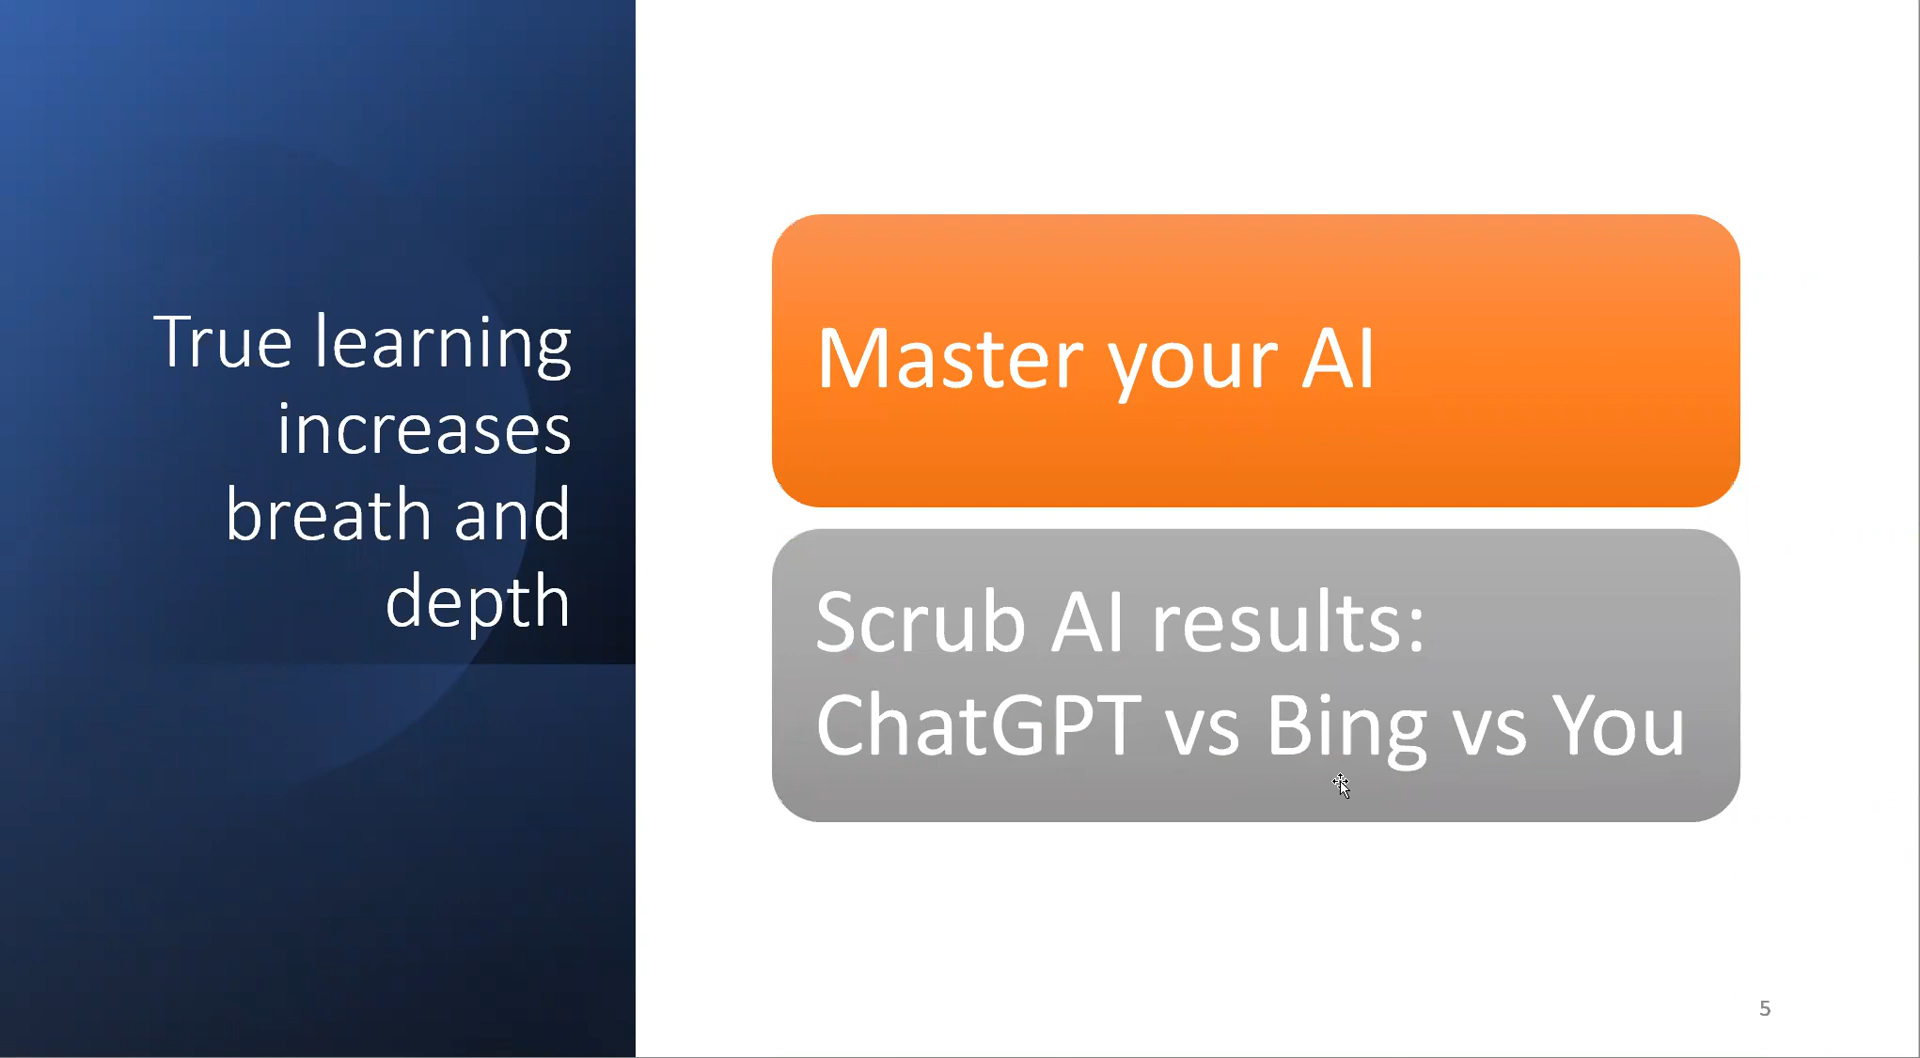 True learning
increases
breath and
depth
Master your AI
Scrub AI results:
ChatGPT vs Bing vs You
5